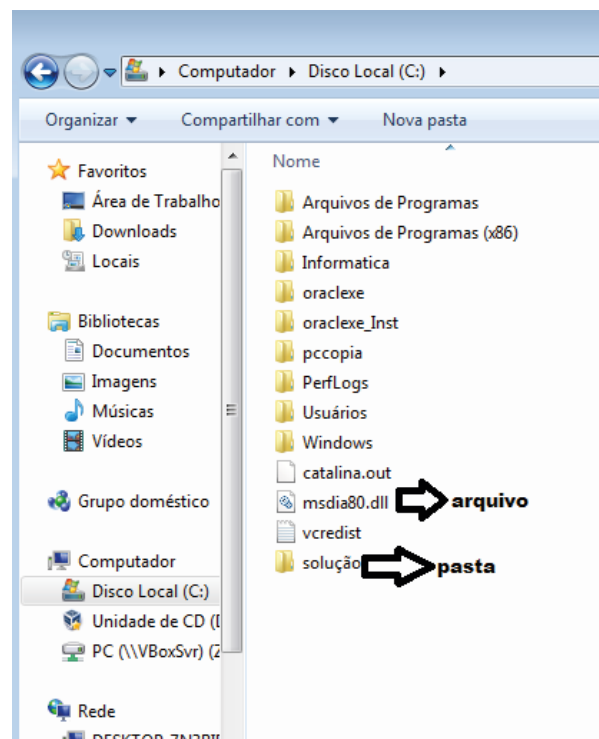 Computador Disco Local (C:)
Organizar Compartilhar com Nova pasta
Favoritos
Área de Trabalho
Downloads
Locais
Bibliotecas
Documentos
Imagens
Músicas
Vídeos
Grupo doméstico
Computador
Disco Local (C:)
Unidade de CD (
PC (\\VBoxSvr) (Z
Rede
Nome
Arquivos de Programas
Arquivos de Programas (x86)
Informatica
oraclexe
oraclexe_Inst
pccopia
PerfLogs
Usuários
Windows
catalina.out
msdia80.dll arquivo
vcredist
solução pasta